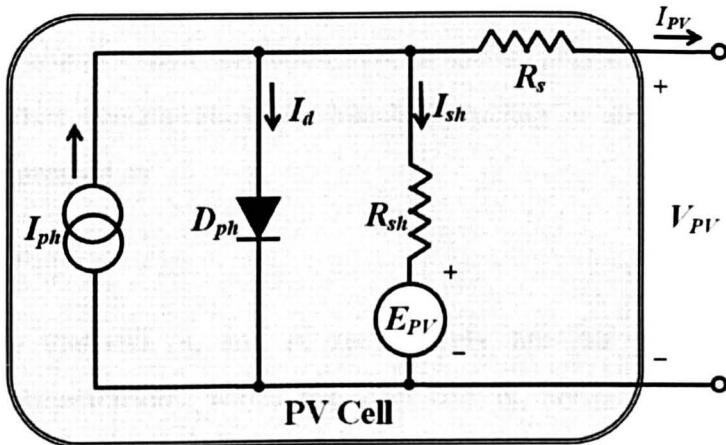 I_PV
R_s
+
I_d
I_sh
I_ph
D_ph
R_sh
V_PV
+
E_PV
−
−
PV Cell